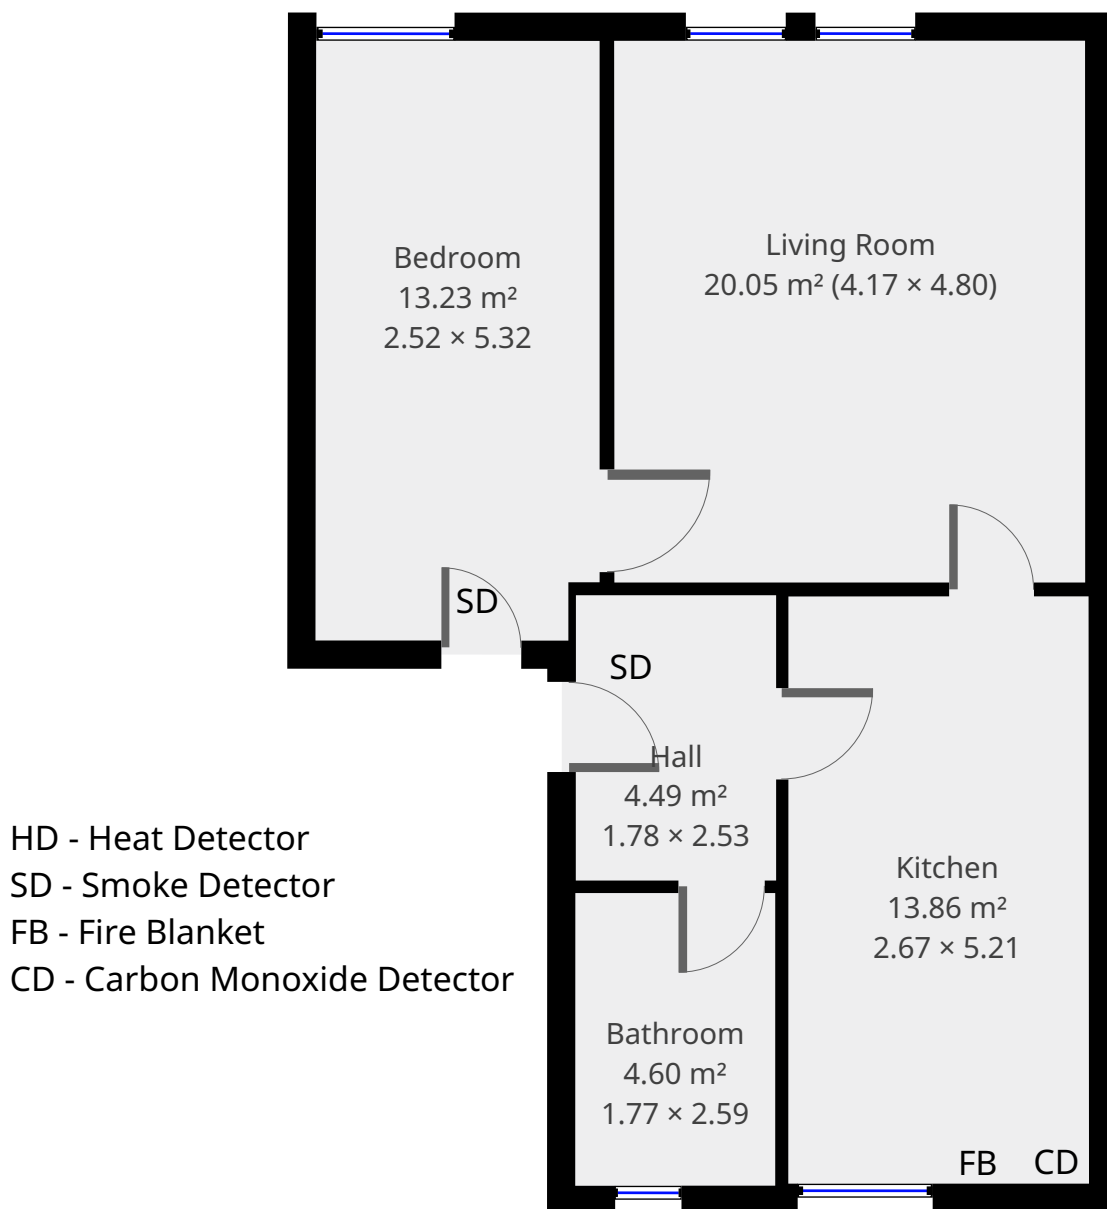 Bedroom
13.23 m²
2.52 × 5.32
Living Room
20.05 m² (4.17 × 4.80)
SD
SD
Hall
4.49 m²
1.78 × 2.53
HD - Heat Detector
SD - Smoke Detector
FB - Fire Blanket
CD - Carbon Monoxide Detector
Kitchen
13.86 m²
2.67 × 5.21
Bathroom
4.60 m²
1.77 × 2.59
FB
CD